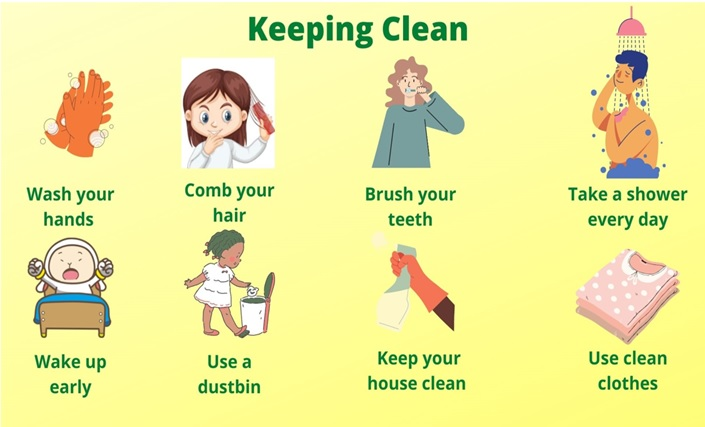 Keeping Clean
Wash your
hands
Comb your
hair
Brush your
teeth
Take a shower
every day
Wake up
early
Use a
dustbin
Keep your
house clean
Use clean
clothes